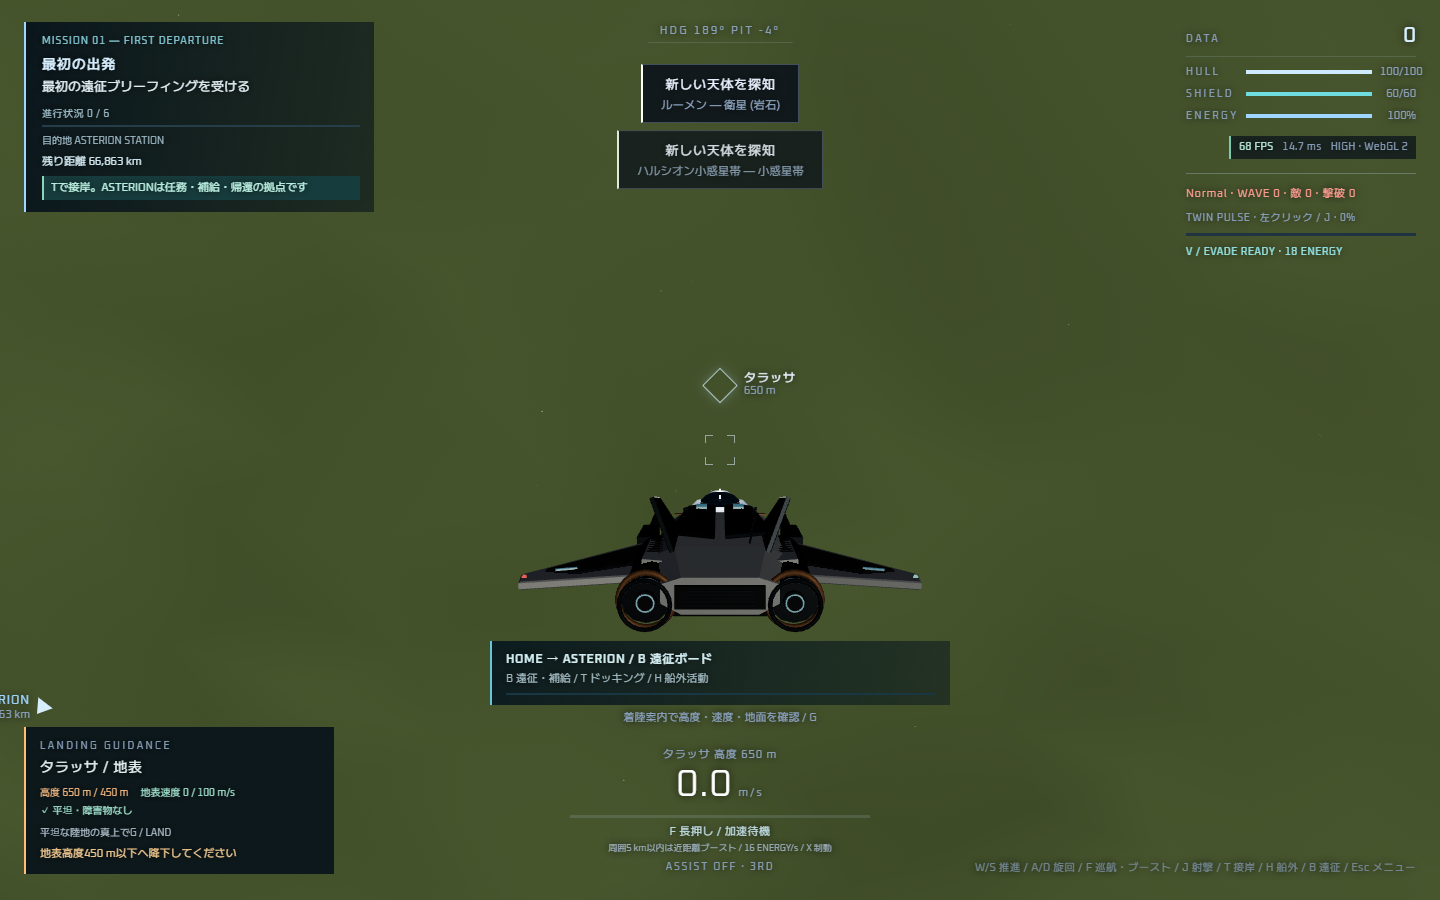 MISSION 01 — FIRST DEPARTURE
最初の出発
最初の遠征ブリーフィングを受ける
進行状況 0 / 6
目的地 ASTERION STATION
残り距離 66,863 km
Tで接岸。ASTERIONは任務・補給・帰還の拠点です
HDG 189° PIT -4°
新しい天体を探知
ルーメン — 衛星 (岩石)
新しい天体を探知
ハルシオン小惑星帯 — 小惑星帯
DATA 0
HULL 100/100
SHIELD 60/60
ENERGY 100%
68 FPS 14.7 ms HIGH · WebGL 2
Normal · WAVE 0 · 敵 0 · 撃破 0
TWIN PULSE · 左クリック / J · 0%
V / EVADE READY · 18 ENERGY
タラッサ
650 m
HOME → ASTERION / B 遠征ボード
B 遠征・補給 / T ドッキング / H 船外活動
着陸案内で高度・速度・地面を確認 / G
RION
63 km
LANDING GUIDANCE
タラッサ / 地表
高度 650 m / 450 m 地表速度 0 / 100 m/s
✓ 平坦・障害物なし
平坦な陸地の真上でG / LAND
地表高度450 m以下へ降下してください
タラッサ 高度 650 m
0.0 m/s
F 長押し / 加速待機
周囲5 km以内は近距離ブースト / 16 ENERGY/s / X 制動
ASSIST OFF · 3RD
W/S 推進 / A/D 旋回 / F 巡航・ブースト / J 射撃 / T 接岸 / H 船外 / B 遠征 / Esc メニュー